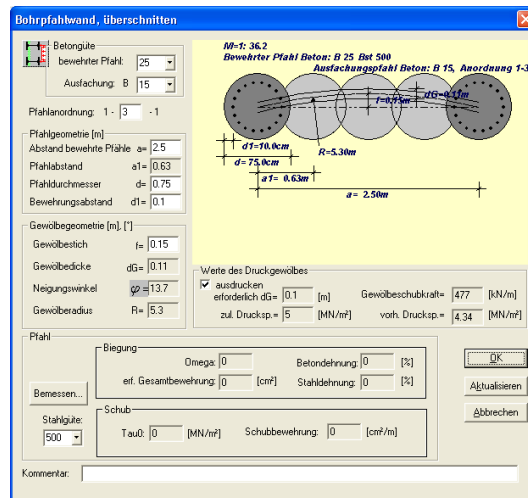 Bohrpfahlwand, überschnitten
Betongüte
bewehrter Pfahl: 25
Ausfachung: B 15
Pfahlanordnung: 1 - 3 - 1
Pfahlgeometrie [m]
Abstand bewehrte Pfähle a= 2.5
Pfahlabstand a1= 0.63
Pfahldurchmesser d= 0.75
Bewehrungsabstand d1= 0.1
Gewölbegeometrie [m], [°]
Gewölbestich f= 0.15
Gewölbedicke dG= 0.11
Neigungswinkel φ = 13.7
Gewölberadius R= 5.3
M=1: 36.2
Bewehrter Pfahl Beton: B 25 Bst 500
Ausfachungspfahl Beton: B 15, Anordnung 1-3
dG=0.11m
f=0.15m
d1=10.0cm
R=5.30m
d= 75.0cm
a1= 0.63m
a= 2.50m
Werte des Druckgewölbes
ausdrucken
erforderlich dG= 0.1 [m] Gewölbeschubkraft= 477 [kN/m]
zul. Drucksp.= 5 [MN/m²] vorh. Drucksp.= 4.34 [MN/m²]
Pfahl
Biegung
Omega: 0 Betondehnung: 0 [%]
erf. Gesamtbewehrung: 0 [cm²] Stahldehnung: 0 [%]
Bemessen...
Stahlgüte:
500
Schub
Tau0: 0 [MN/m²] Schubbewehrung: 0 [cm²/m]
OK
Aktualisieren
Abbrechen
Kommentar: